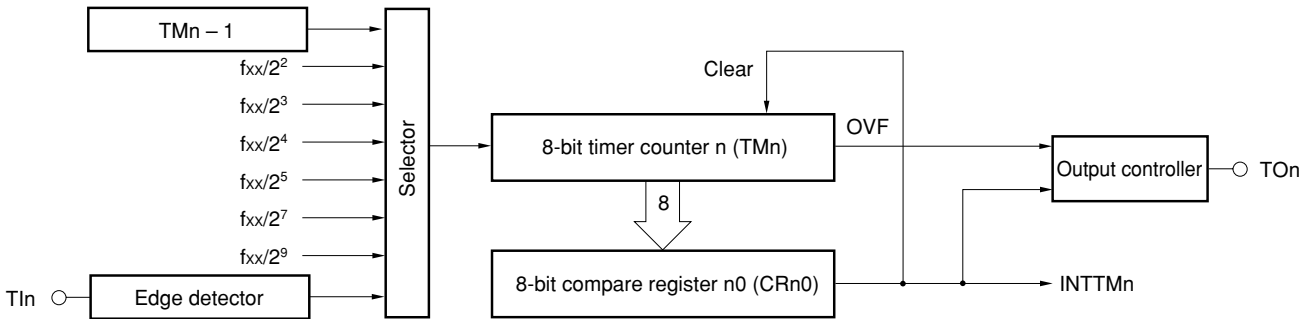 TMn – 1
fxx/2²
fxx/2³
fxx/2⁴
fxx/2⁵
fxx/2⁷
fxx/2⁹
TIn
Edge detector
Selector
Clear
8-bit timer counter n (TMn)
OVF
8
8-bit compare register n0 (CRn0)
Output controller
TOn
INTTMn